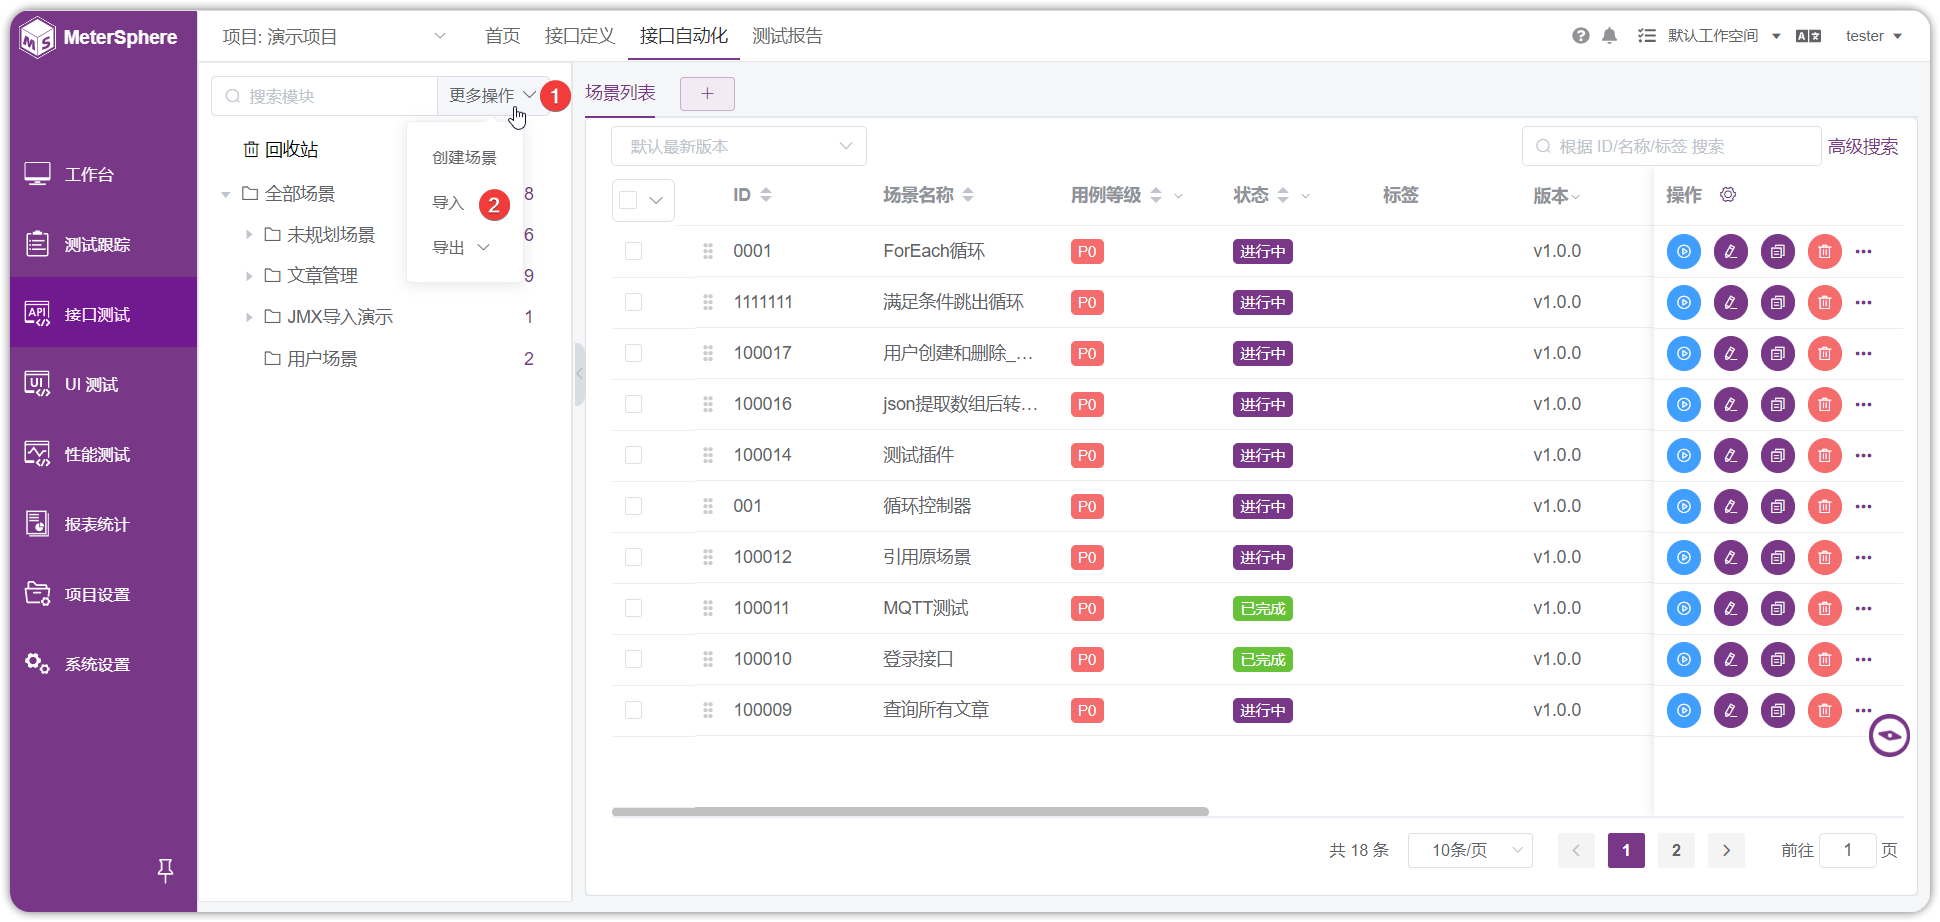 MeterSphere
项目: 演示项目
首页 接口定义 接口自动化 测试报告
默认工作空间
tester
工作台
测试跟踪
API
接口测试
UI
UI 测试
性能测试
报表统计
项目设置
系统设置
搜索模块
更多操作
1
创建场景
导入 2
导出
回收站
全部场景 8
未规划场景 6
文章管理 9
JMX导入演示 1
用户场景 2
场景列表
+
默认最新版本
根据 ID/名称/标签 搜索
高级搜索
ID 场景名称 用例等级 状态 标签 版本 操作
0001 ForEach循环 P0 进行中 v1.0.0
1111111 满足条件跳出循环 P0 进行中 v1.0.0
100017 用户创建和删除_... P0 进行中 v1.0.0
100016 json提取数组后转... P0 进行中 v1.0.0
100014 测试插件 P0 进行中 v1.0.0
001 循环控制器 P0 进行中 v1.0.0
100012 引用原场景 P0 进行中 v1.0.0
100011 MQTT测试 P0 已完成 v1.0.0
100010 登录接口 P0 已完成 v1.0.0
100009 查询所有文章 P0 进行中 v1.0.0
共 18 条 10条/页 1 2 前往 1 页